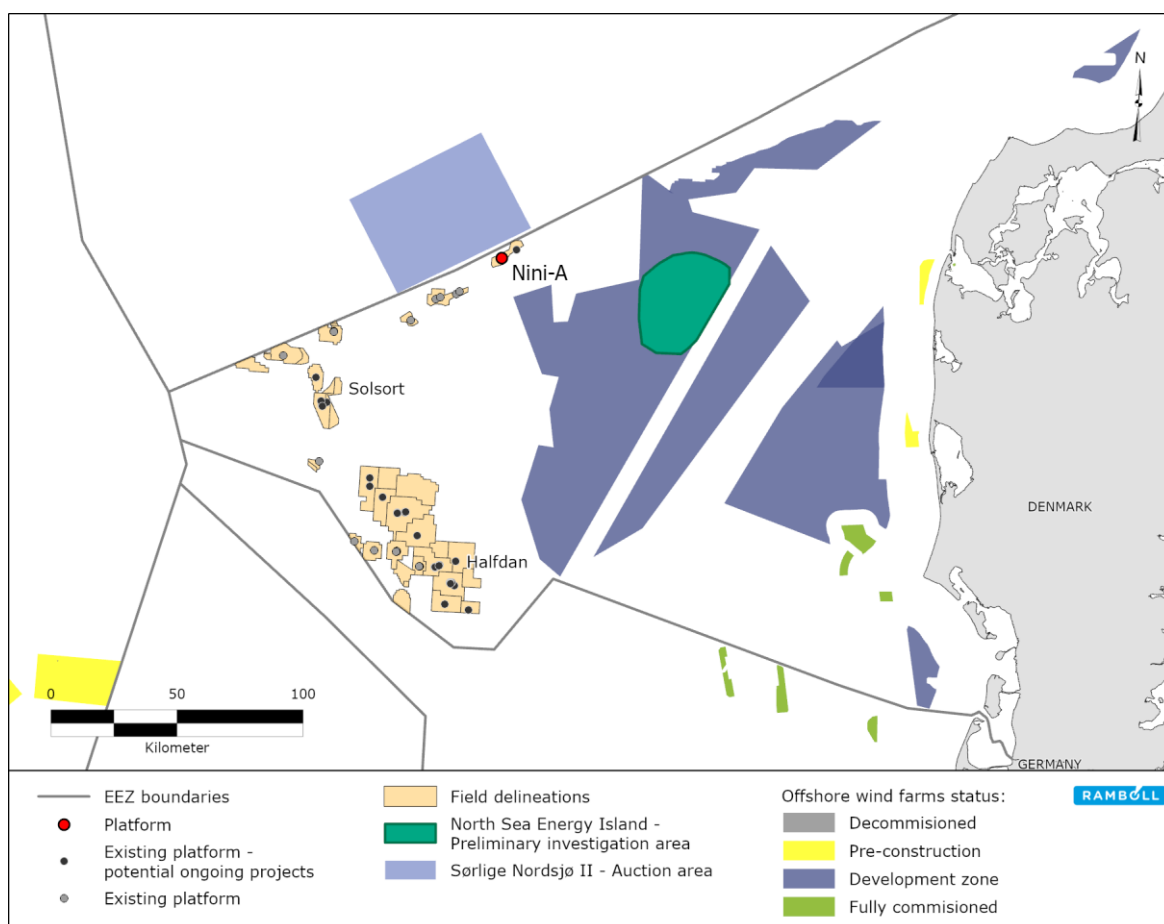 N
Nini-A
Solsort
Halfdan
DENMARK
GERMANY
0 50 100
Kilometer
EEZ boundaries
Platform
Existing platform -
potential ongoing projects
Existing platform
Field delineations
North Sea Energy Island -
Preliminary investigation area
Sørlige Nordsjø II - Auction area
Offshore wind farms status:
Decommisioned
Pre-construction
Development zone
Fully commisioned
RAMBOLL